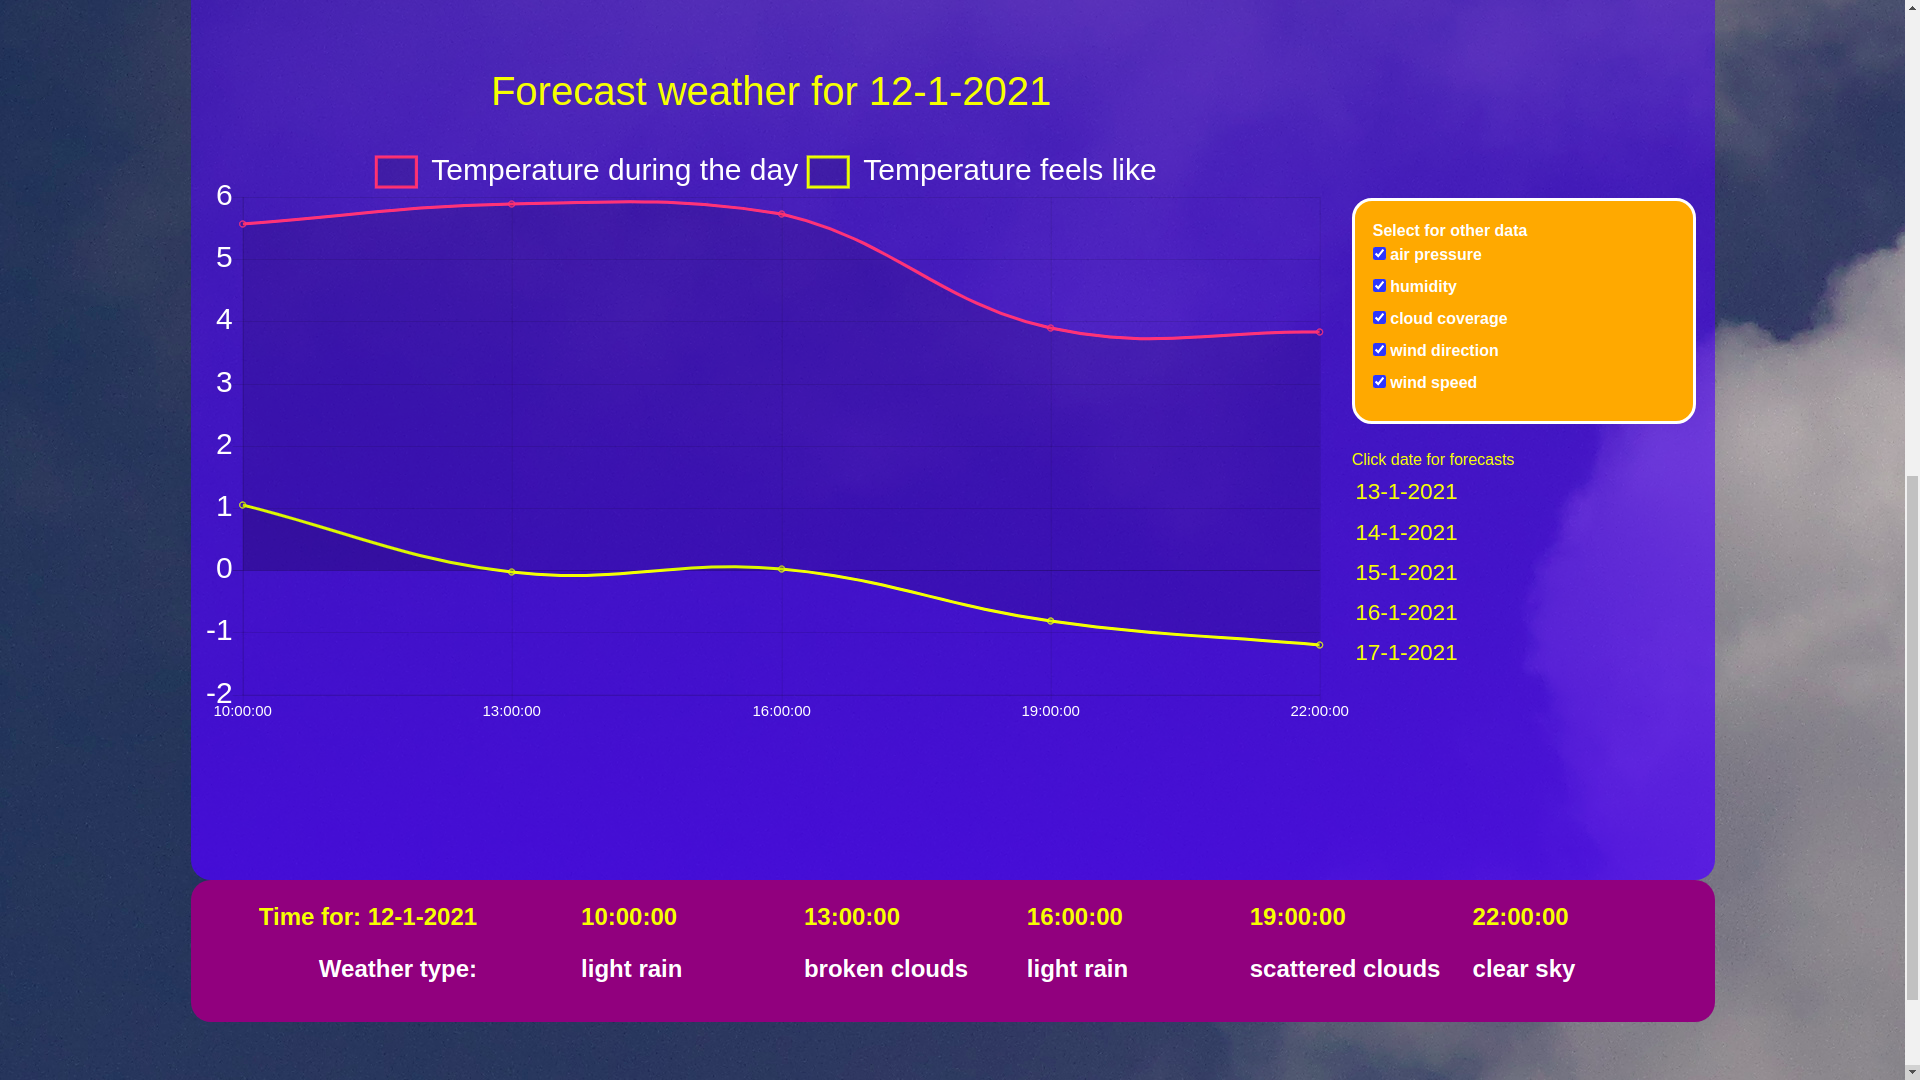 Forecast weather for 12-1-2021
Temperature during the day Temperature feels like
6
5
4
3
2
1
0
-1
-2
10:00:00 13:00:00 16:00:00 19:00:00 22:00:00
Select for other data
air pressure
humidity
cloud coverage
wind direction
wind speed
Click date for forecasts
13-1-2021
14-1-2021
15-1-2021
16-1-2021
17-1-2021
Time for: 12-1-2021 10:00:00 13:00:00 16:00:00 19:00:00 22:00:00
Weather type: light rain broken clouds light rain scattered clouds clear sky